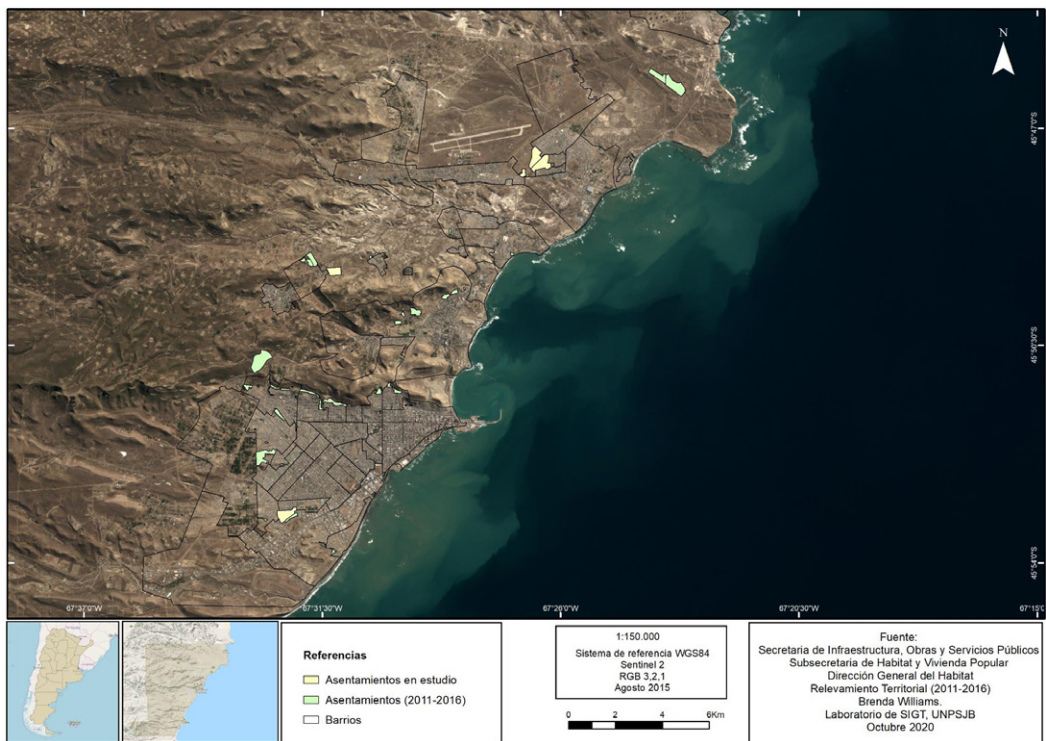 N
45°47'0"S
45°50'30"S
45°54'0"S
67°37'0"W
67°31'30"W
67°26'0"W
67°20'30"W
67°15'0
Referencias
Asentamientos en estudio
Asentamientos (2011-2016)
Barrios
1:150.000
Sistema de referencia WGS84
Sentinel 2
RGB 3,2,1
Agosto 2015
0 2 4 6Km
Fuente:
Secretaria de Infraestructura, Obras y Servicios Públicos
Subsecretaria de Habitat y Vivienda Popular
Dirección General del Habitat
Relevamiento Territorial (2011-2016)
Brenda Williams.
Laboratorio de SIGT, UNPSJB
Octubre 2020